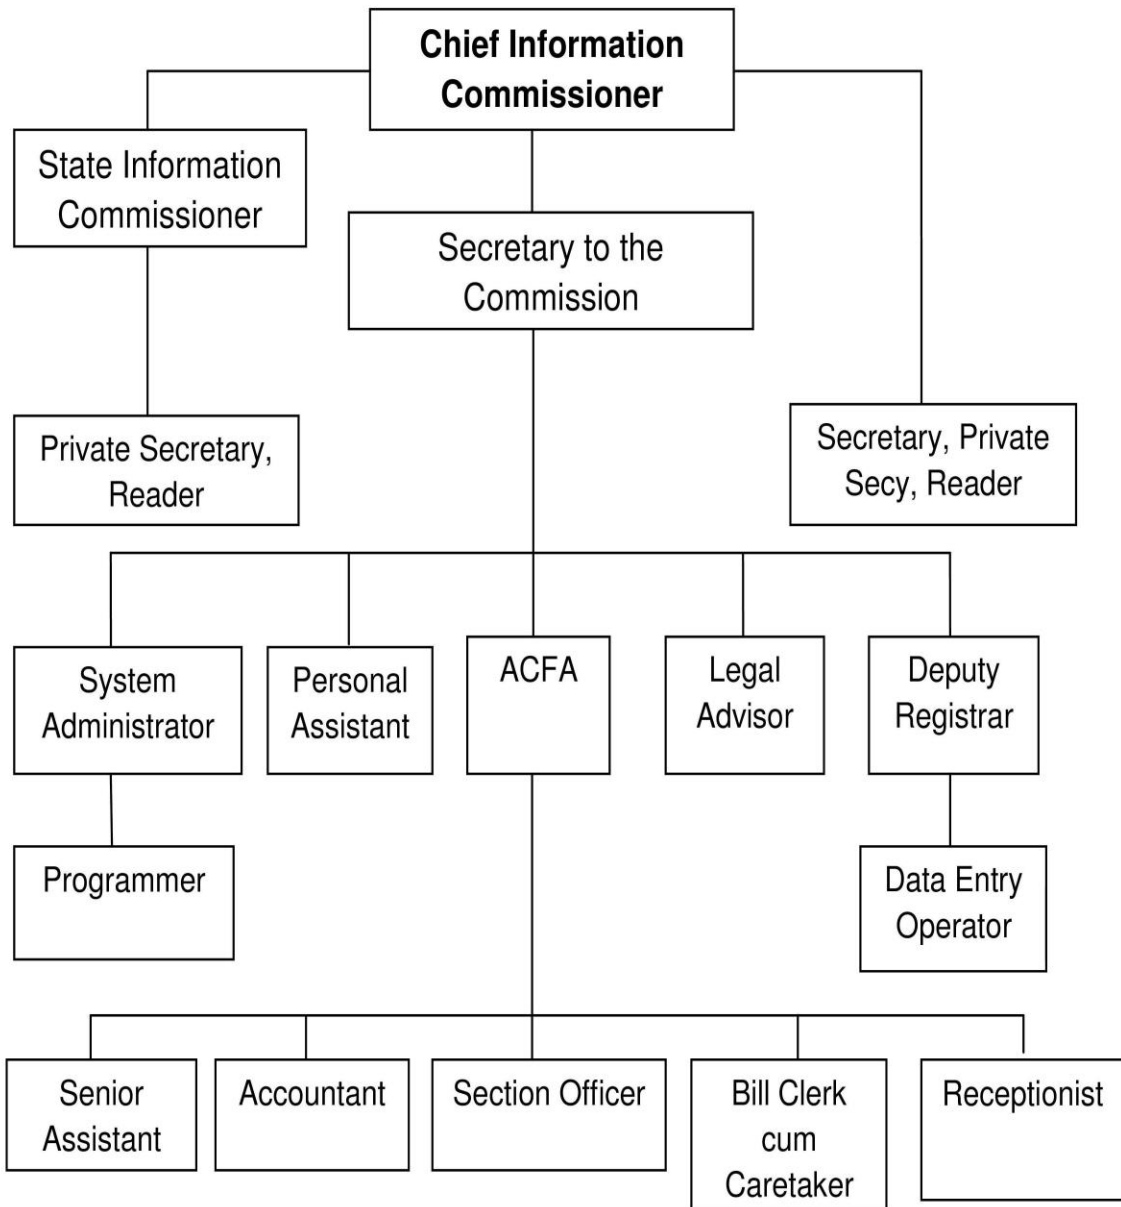 Chief Information
Commissioner
State Information
Commissioner
Secretary to the
Commission
Private Secretary,
Reader
Secretary, Private
Secy, Reader
System
Administrator
Personal
Assistant
ACFA
Legal
Advisor
Deputy
Registrar
Programmer
Data Entry
Operator
Senior
Assistant
Accountant
Section Officer
Bill Clerk
cum
Caretaker
Receptionist